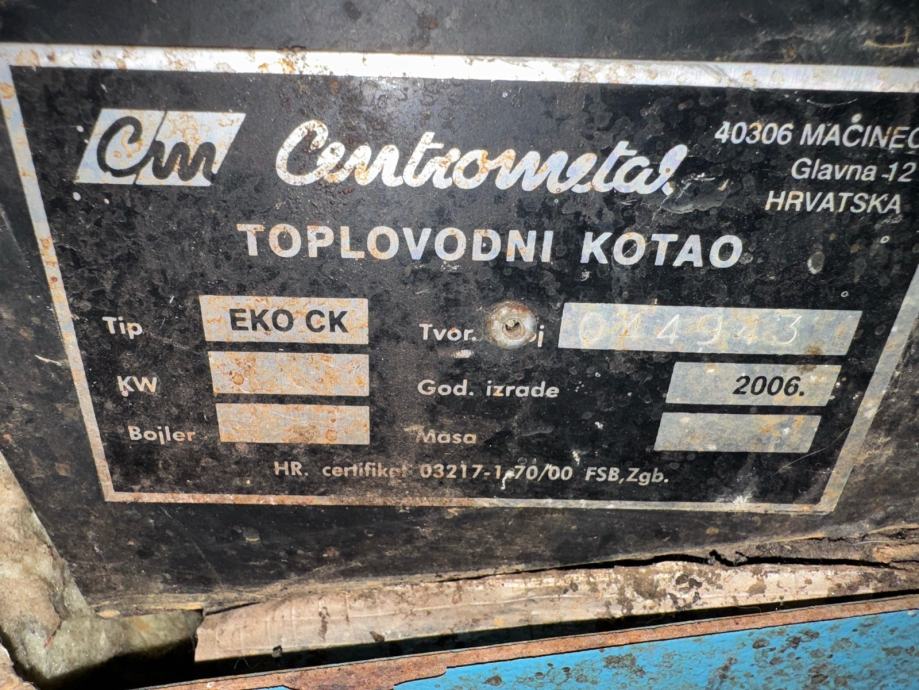 Cm Centrometal 40306 MAČINEC
Glavna 12
HRVATSKA
TOPLOVODNI KOTAO
Tip EKO CK Tvor. 044943
KW God. izrade 2006.
Bojler Masa
HR. certifikat 03217-1-70/00 FSB,Zgb.